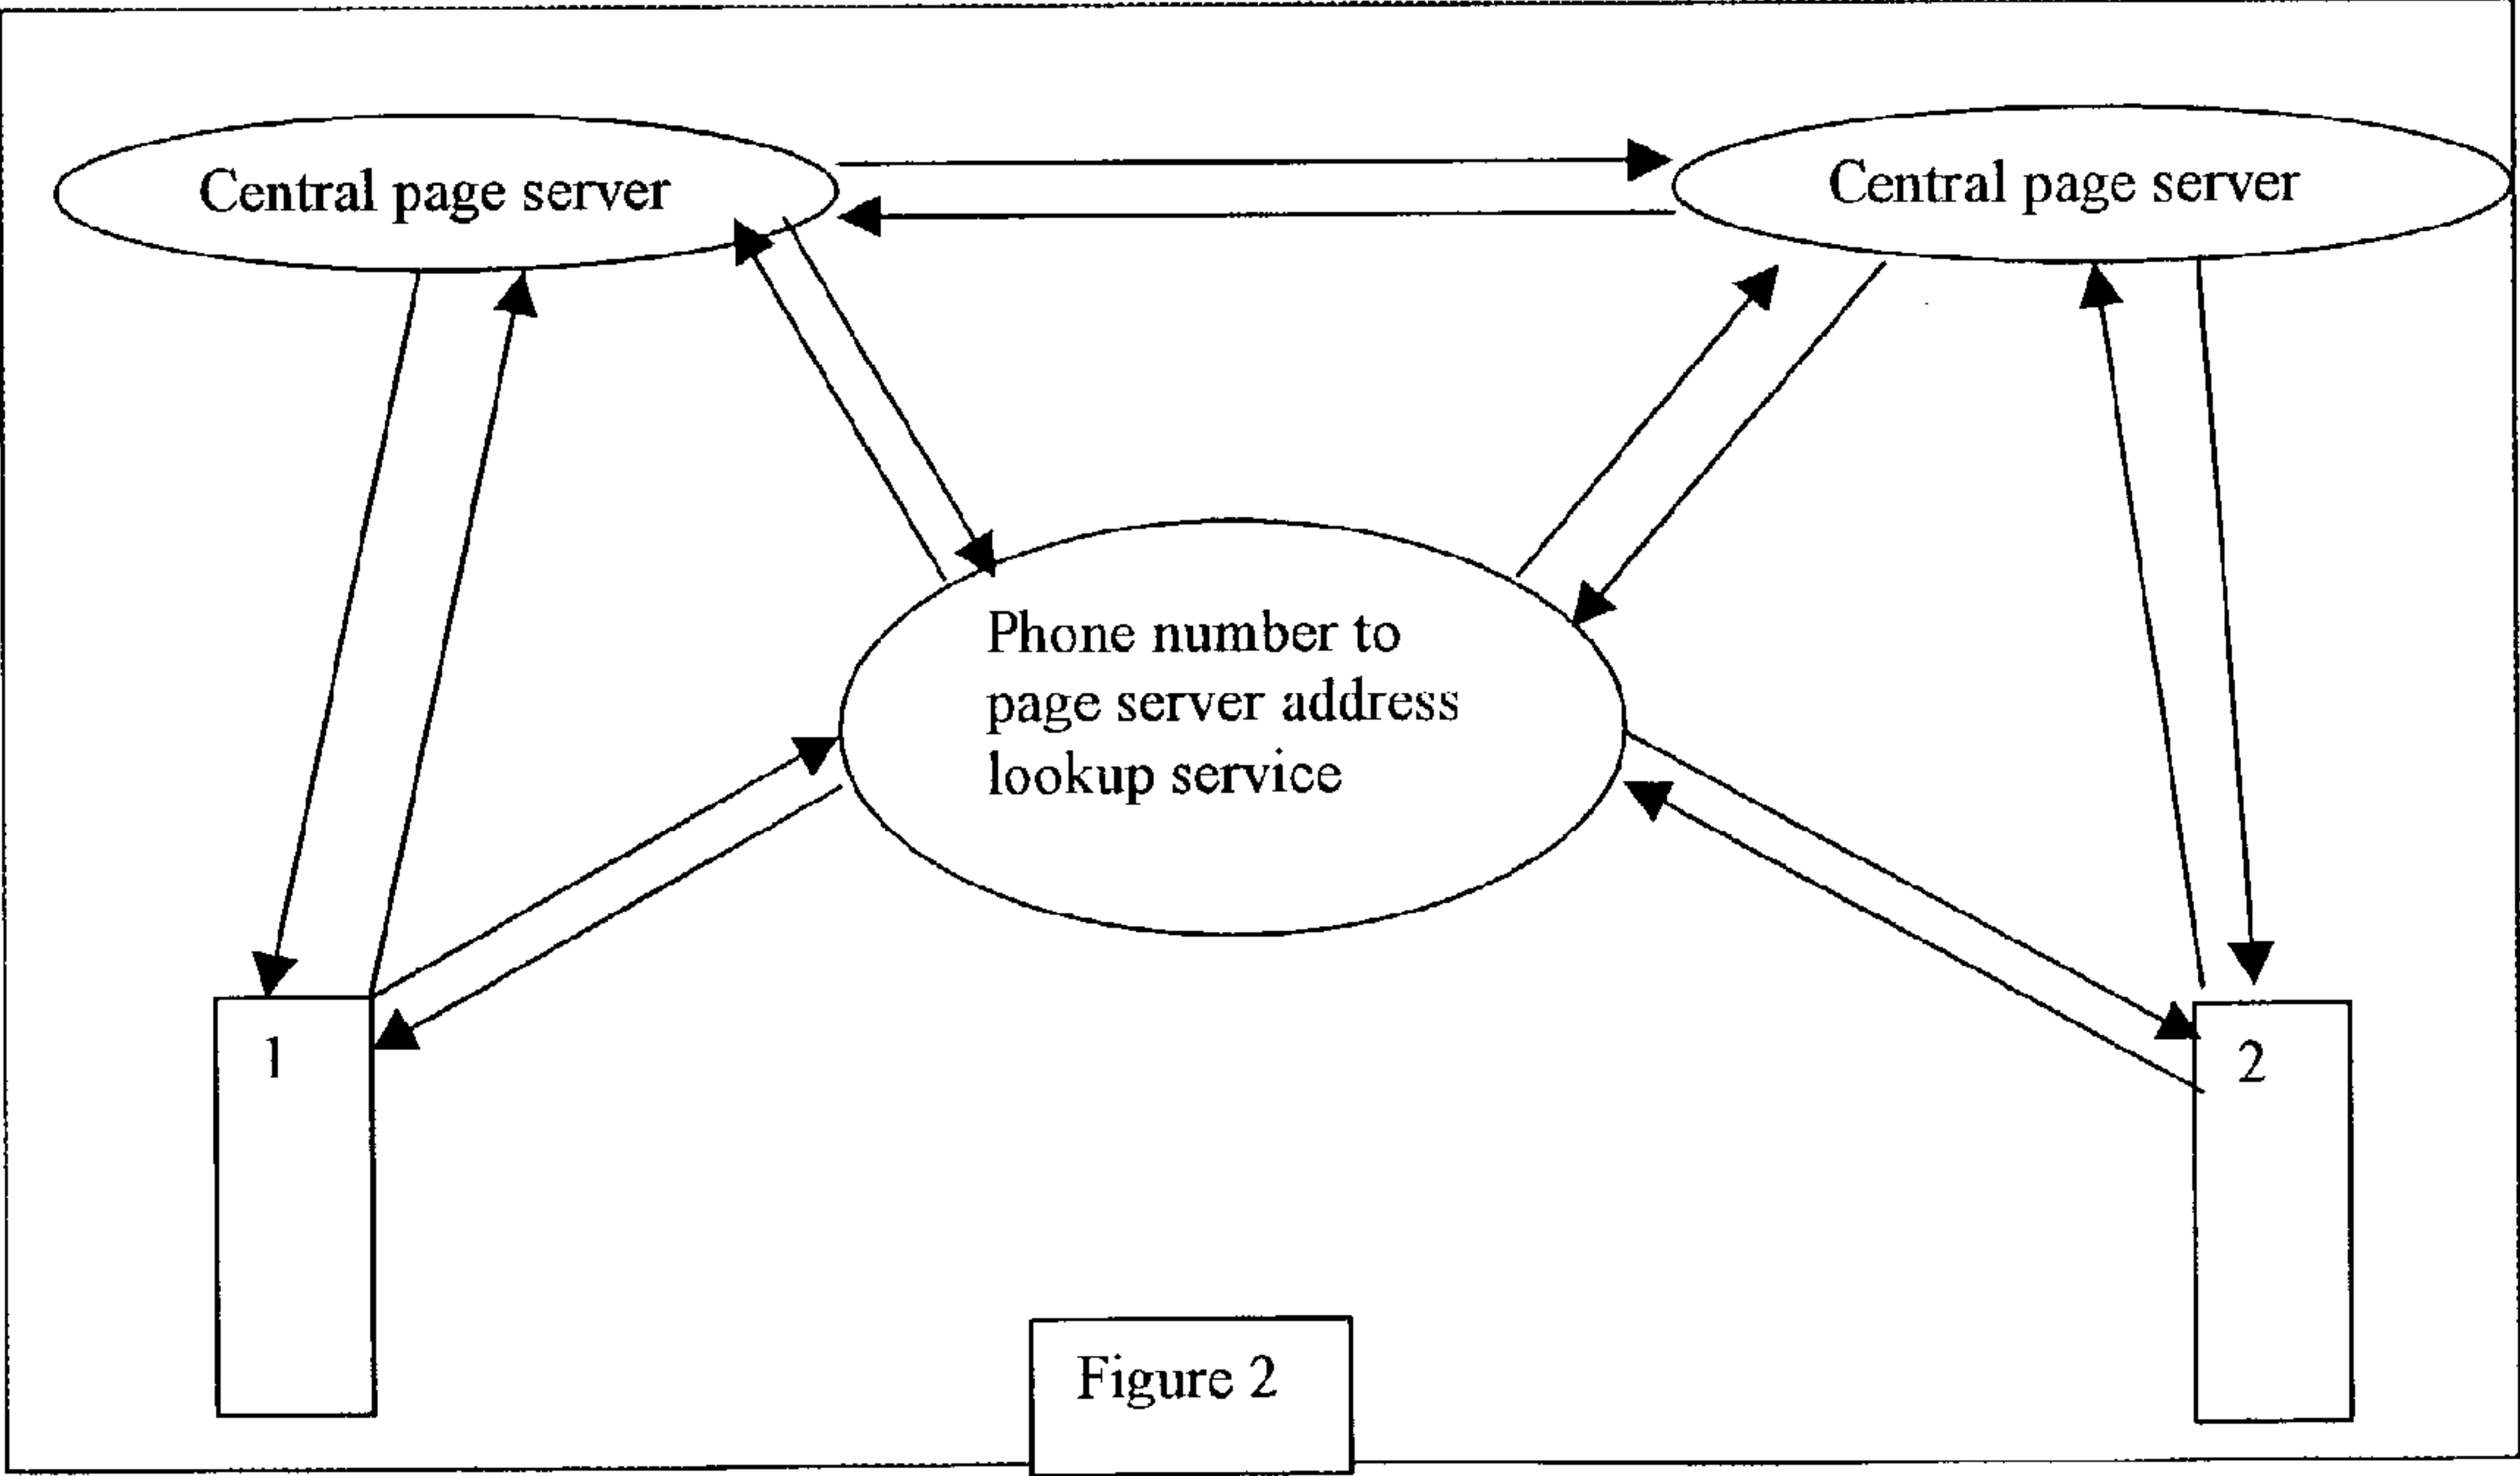 Central page server
Central page server
Phone number to
page server address
lookup service
1
2
Figure 2